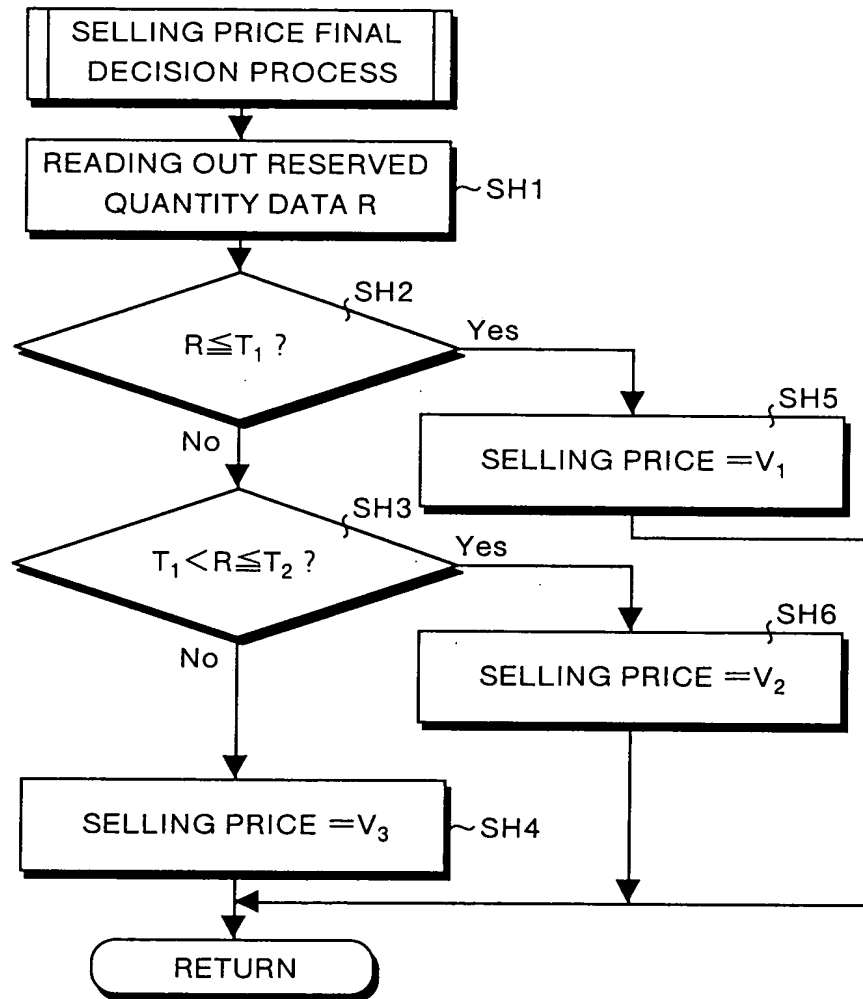 SELLING PRICE FINAL
DECISION PROCESS
READING OUT RESERVED
QUANTITY DATA R
SH1
SH2
R≦T₁ ?
Yes
No
SH5
SELLING PRICE =V₁
SH3
T₁<R≦T₂ ?
Yes
No
SH6
SELLING PRICE =V₂
SELLING PRICE =V₃
SH4
RETURN